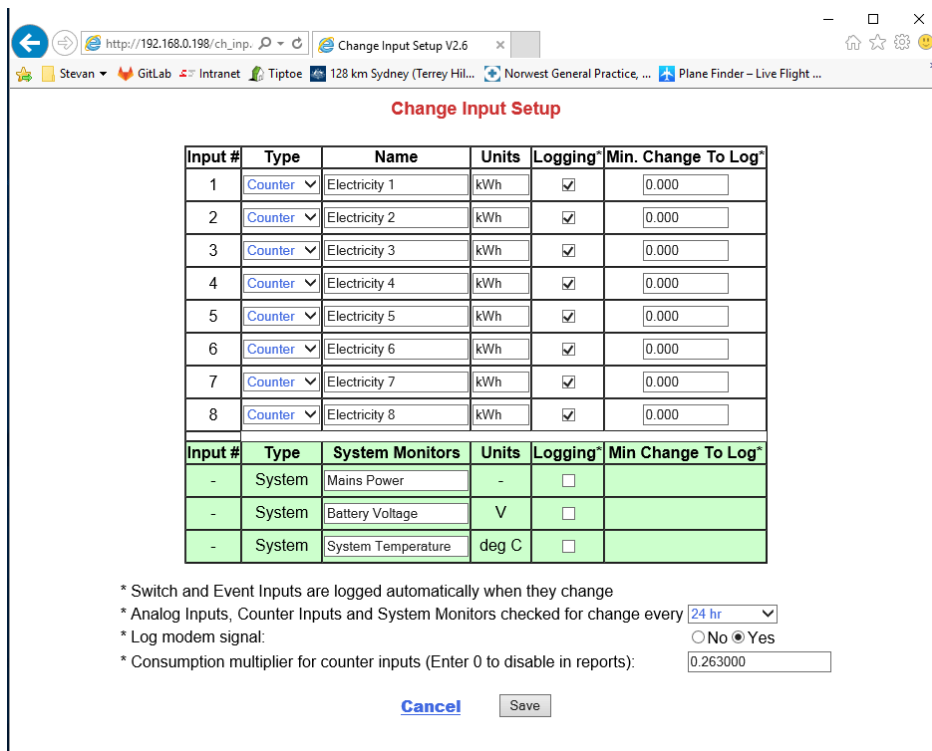 http://192.168.0.198/ch_inp. Change Input Setup V2.6
Stevan GitLab Intranet Tiptoe 128 km Sydney (Terrey Hil... Norwest General Practice, ... Plane Finder – Live Flight ...
Change Input Setup
Input # Type Name Units Logging* Min. Change To Log*
1 Counter Electricity 1 kWh 0.000
2 Counter Electricity 2 kWh 0.000
3 Counter Electricity 3 kWh 0.000
4 Counter Electricity 4 kWh 0.000
5 Counter Electricity 5 kWh 0.000
6 Counter Electricity 6 kWh 0.000
7 Counter Electricity 7 kWh 0.000
8 Counter Electricity 8 kWh 0.000
Input # Type System Monitors Units Logging* Min Change To Log*
- System Mains Power -
- System Battery Voltage V
- System System Temperature deg C
* Switch and Event Inputs are logged automatically when they change
* Analog Inputs, Counter Inputs and System Monitors checked for change every 24 hr
* Log modem signal: No Yes
* Consumption multiplier for counter inputs (Enter 0 to disable in reports): 0.263000
Cancel Save